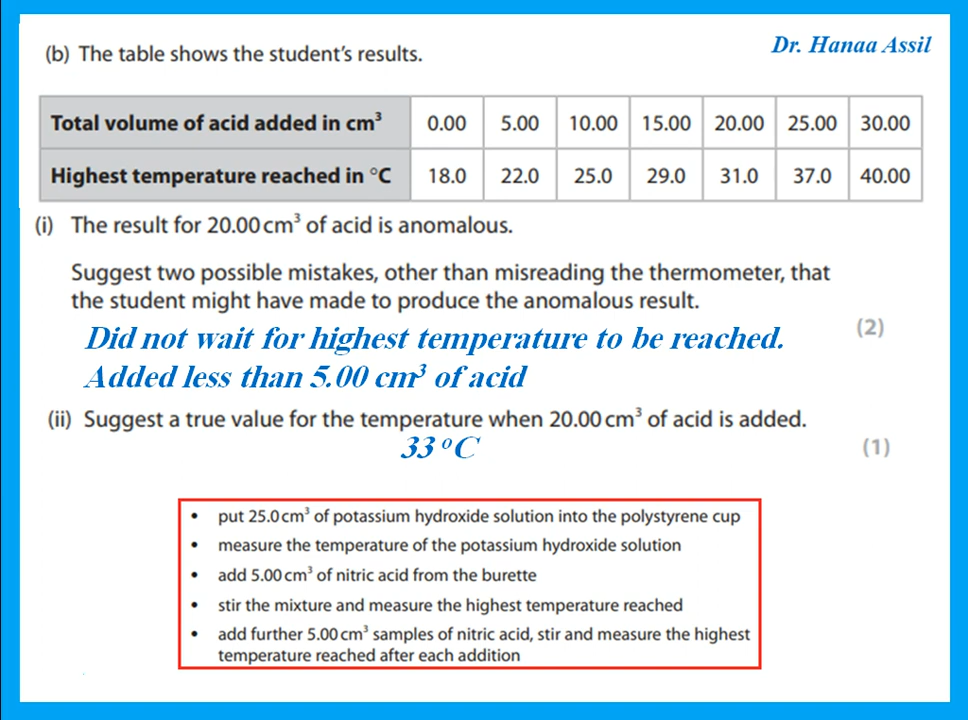 Dr. Hanaa Assil
(b) The table shows the student's results.
Total volume of acid added in cm³ 0.00 5.00 10.00 15.00 20.00 25.00 30.00
Highest temperature reached in °C 18.0 22.0 25.0 29.0 31.0 37.0 40.00
(i) The result for 20.00 cm³ of acid is anomalous.
Suggest two possible mistakes, other than misreading the thermometer, that
the student might have made to produce the anomalous result.
(2)
Did not wait for highest temperature to be reached.
Added less than 5.00 cm³ of acid
(ii) Suggest a true value for the temperature when 20.00 cm³ of acid is added.
33 °C
(1)
• put 25.0 cm³ of potassium hydroxide solution into the polystyrene cup
• measure the temperature of the potassium hydroxide solution
• add 5.00 cm³ of nitric acid from the burette
• stir the mixture and measure the highest temperature reached
• add further 5.00 cm³ samples of nitric acid, stir and measure the highest
temperature reached after each addition